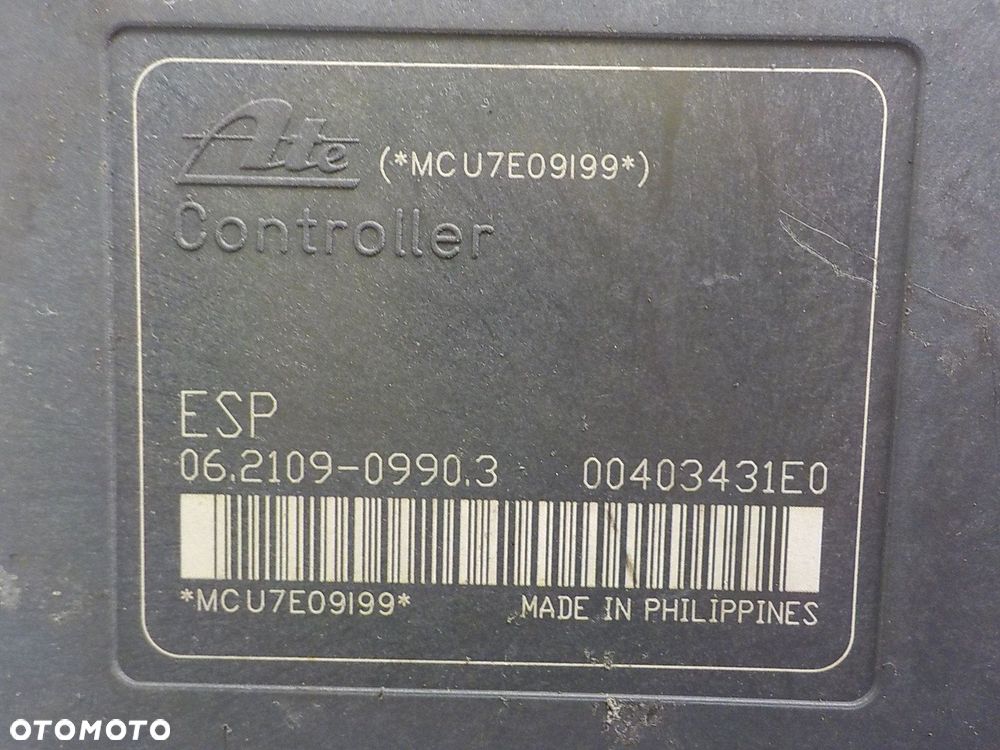 Ate (*MCU7E09I99*)
Controller
ESP
06.2109-0990.3 00403431E0
*MCU7E09I99* MADE IN PHILIPPINES
OTOMOTO